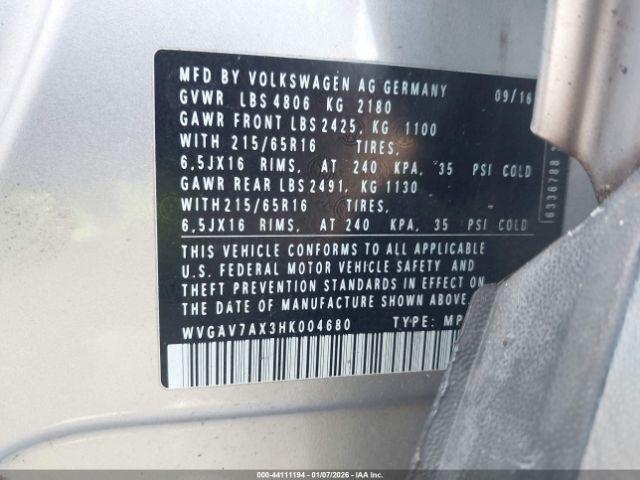 MFD BY VOLKSWAGEN AG GERMANY 09/16
GVWR LBS 4806 KG 2180
GAWR FRONT LBS 2425, KG 1100
WITH 215/65R16 TIRES,
6,5JX16 RIMS, AT 240 KPA, 35 PSI COLD
GAWR REAR LBS 2491, KG 1130
WITH 215/65R16 TIRES,
6,5JX16 RIMS, AT 240 KPA, 35 PSI COLD
THIS VEHICLE CONFORMS TO ALL APPLICABLE
U.S. FEDERAL MOTOR VEHICLE SAFETY AND
THEFT PREVENTION STANDARDS IN EFFECT ON
THE DATE OF MANUFACTURE SHOWN ABOVE.
WVGAV7AX3HK004680 TYPE: MP
6336788
000-44111194 | 01/07/2026 | IAA, Inc.